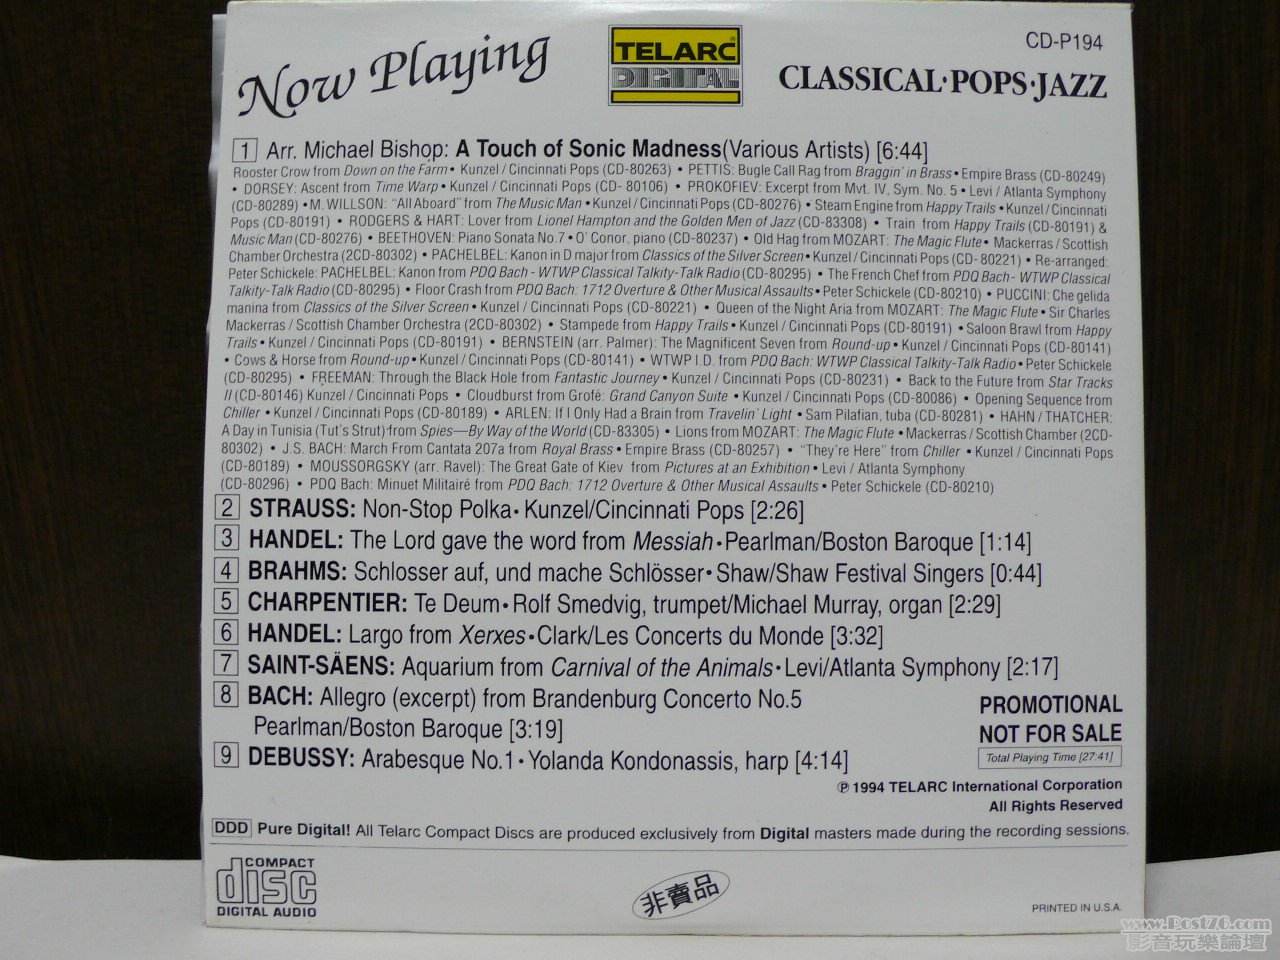 Now Playing
TELARC
DIGITAL
CD-P194
CLASSICAL·POPS·JAZZ
1 Arr. Michael Bishop: A Touch of Sonic Madness(Various Artists) [6:44]
Rooster Crow from Down on the Farm • Kunzel / Cincinnati Pops (CD-80263) • PETTIS: Bugle Call Rag from Braggin' in Brass • Empire Brass (CD-80249)
• DORSEY: Ascent from Time Warp • Kunzel / Cincinnati Pops (CD- 80106) • PROKOFIEV: Excerpt from Mvt. IV, Sym. No. 5 • Levi / Atlanta Symphony
(CD-80289) • M. WILLSON: "All Aboard" from The Music Man • Kunzel / Cincinnati Pops (CD-80276) • Steam Engine from Happy Trails • Kunzel / Cincinnati
Pops (CD-80191) • RODGERS & HART: Lover from Lionel Hampton and the Golden Men of Jazz (CD-83308) • Train from Happy Trails (CD-80191) &
Music Man (CD-80276) • BEETHOVEN: Piano Sonata No.7 • O' Conor, piano (CD-80237) • Old Hag from MOZART: The Magic Flute • Mackerras / Scottish
Chamber Orchestra (2CD-80302) • PACHELBEL: Kanon in D major from Classics of the Silver Screen • Kunzel / Cincinnati Pops (CD- 80221) • Re-arranged:
Peter Schickele: PACHELBEL: Kanon from PDQ Bach - WTWP Classical Talkity-Talk Radio (CD-80295) • The French Chef from PDQ Bach - WTWP Classical
Talkity-Talk Radio (CD-80295) • Floor Crash from PDQ Bach: 1712 Overture & Other Musical Assaults • Peter Schickele (CD-80210) • PUCCINI: Che gelida
manina from Classics of the Silver Screen • Kunzel / Cincinnati Pops (CD-80221) • Queen of the Night Aria from MOZART: The Magic Flute • Sir Charles
Mackerras / Scottish Chamber Orchestra (2CD-80302) • Stampede from Happy Trails • Kunzel / Cincinnati Pops (CD-80191) • Saloon Brawl from Happy
Trails • Kunzel / Cincinnati Pops (CD-80191) • BERNSTEIN (arr. Palmer): The Magnificent Seven from Round-up • Kunzel / Cincinnati Pops (CD-80141)
• Cows & Horse from Round-up • Kunzel / Cincinnati Pops (CD-80141) • WTWP I.D. from PDQ Bach: WTWP Classical Talkity-Talk Radio • Peter Schickele
(CD-80295) • FREEMAN: Through the Black Hole from Fantastic Journey • Kunzel / Cincinnati Pops (CD-80231) • Back to the Future from Star Tracks
II (CD-80146) Kunzel / Cincinnati Pops • Cloudburst from Grofé: Grand Canyon Suite • Kunzel / Cincinnati Pops (CD-80086) • Opening Sequence from
Chiller • Kunzel / Cincinnati Pops (CD-80189) • ARLEN: If I Only Had a Brain from Travelin' Light • Sam Pilafian, tuba (CD-80281) • HAHN / THATCHER:
A Day in Tunisia (Tut's Strut) from Spies—By Way of the World (CD-83305) • Lions from MOZART: The Magic Flute • Mackerras / Scottish Chamber (2CD-
80302) • J.S. BACH: March From Cantata 207a from Royal Brass • Empire Brass (CD-80257) • "They're Here" from Chiller • Kunzel / Cincinnati Pops
(CD-80189) • MOUSSORGSKY (arr. Ravel): The Great Gate of Kiev from Pictures at an Exhibition • Levi / Atlanta Symphony
(CD-80296) • PDQ Bach: Minuet Militairé from PDQ Bach: 1712 Overture & Other Musical Assaults • Peter Schickele (CD-80210)
2 STRAUSS: Non-Stop Polka • Kunzel/Cincinnati Pops [2:26]
3 HANDEL: The Lord gave the word from Messiah • Pearlman/Boston Baroque [1:14]
4 BRAHMS: Schlosser auf, und mache Schlösser • Shaw/Shaw Festival Singers [0:44]
5 CHARPENTIER: Te Deum • Rolf Smedvig, trumpet/Michael Murray, organ [2:29]
6 HANDEL: Largo from Xerxes • Clark/Les Concerts du Monde [3:32]
7 SAINT-SÄENS: Aquarium from Carnival of the Animals • Levi/Atlanta Symphony [2:17]
8 BACH: Allegro (excerpt) from Brandenburg Concerto No.5
Pearlman/Boston Baroque [3:19]
9 DEBUSSY: Arabesque No.1 • Yolanda Kondonassis, harp [4:14]
PROMOTIONAL
NOT FOR SALE
Total Playing Time [27:41]
℗ 1994 TELARC International Corporation
All Rights Reserved
DDD Pure Digital! All Telarc Compact Discs are produced exclusively from Digital masters made during the recording sessions.
COMPACT
disc
DIGITAL AUDIO
非賣品
PRINTED IN U.S.A.
www.Post76.com
影音玩樂論壇